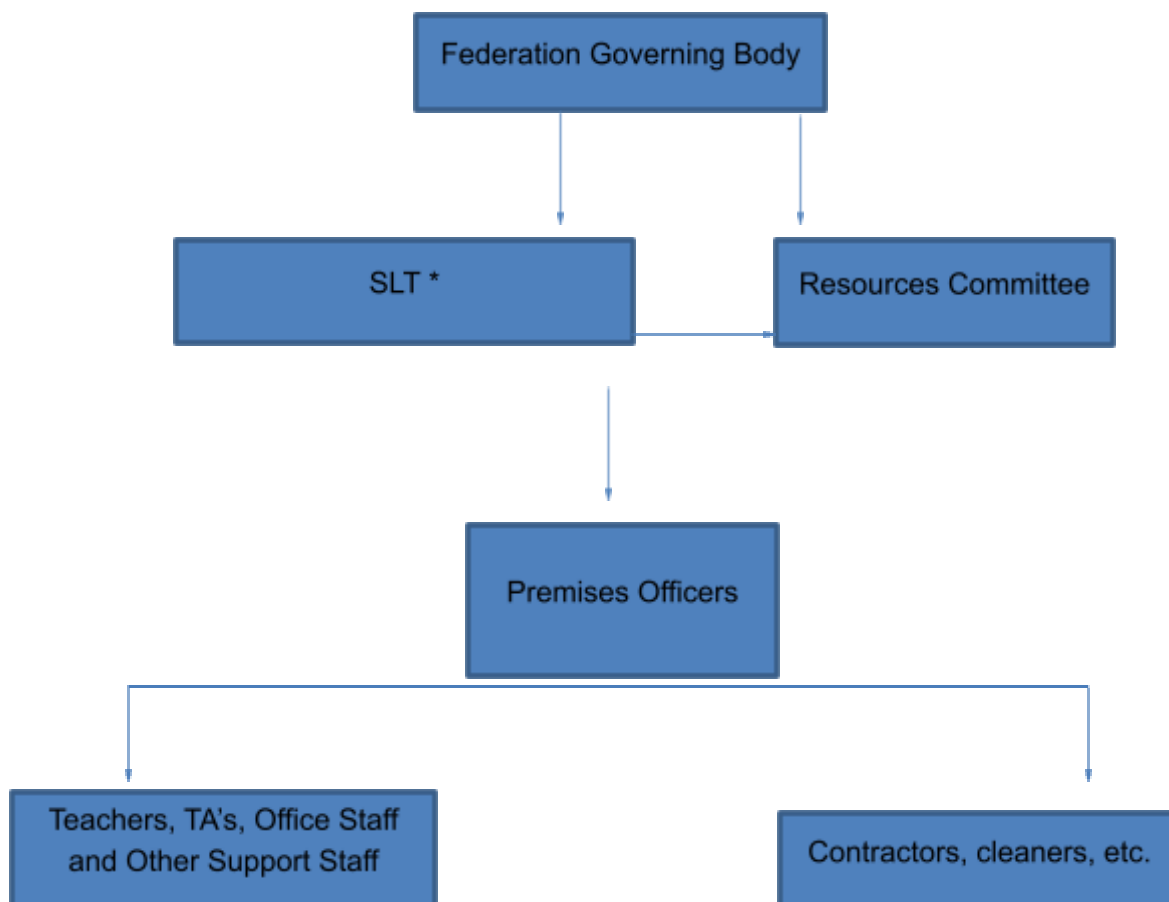 Federation Governing Body
SLT *
Resources Committee
Premises Officers
Teachers, TA’s, Office Staff
and Other Support Staff
Contractors, cleaners, etc.